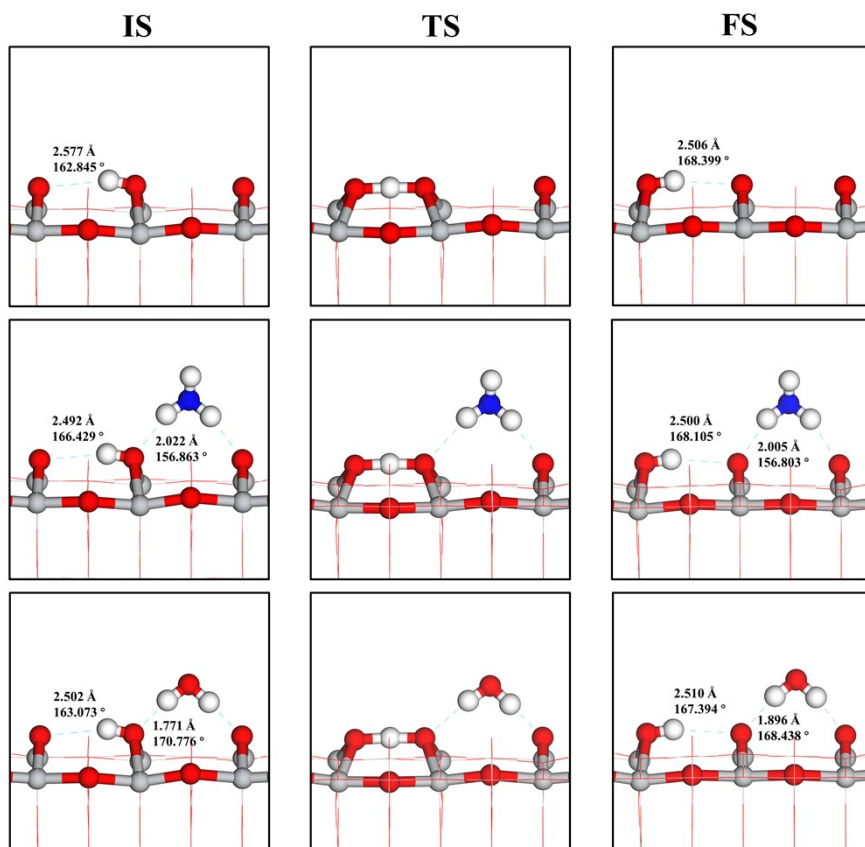 IS
TS
FS
2.577 Å
162.845 °
2.506 Å
168.399 °
2.492 Å
166.429 °
2.022 Å
156.863 °
2.500 Å
168.105 °
2.005 Å
156.803 °
2.502 Å
163.073 °
1.771 Å
170.776 °
2.510 Å
167.394 °
1.896 Å
168.438 °